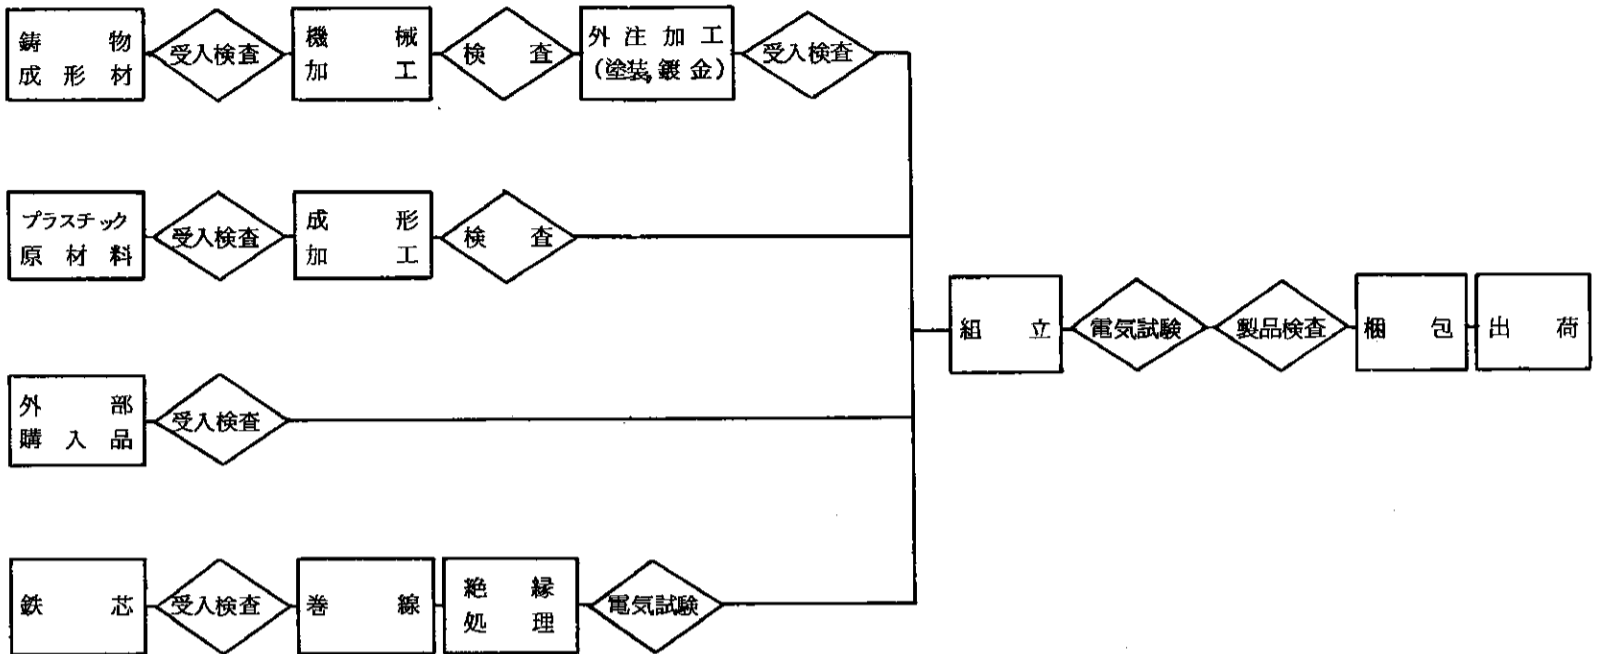 鋳物
成形材
受入検査
機械
加工
検査
外注加工
(塗装,鍍金)
受入検査
プラスチック
原材料
受入検査
成形
加工
検査
外部
購入品
受入検査
鉄芯
受入検査
巻線
絶縁
処理
電気試験
組立
電気試験
製品検査
梱包
出荷